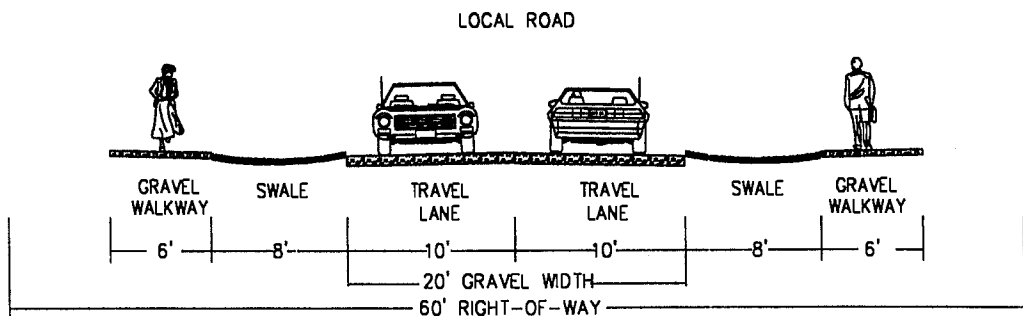 LOCAL ROAD
GRAVEL WALKWAY
SWALE
TRAVEL LANE
TRAVEL LANE
SWALE
GRAVEL WALKWAY
6' 8' 10' 10' 8' 6'
20' GRAVEL WIDTH
60' RIGHT-OF-WAY